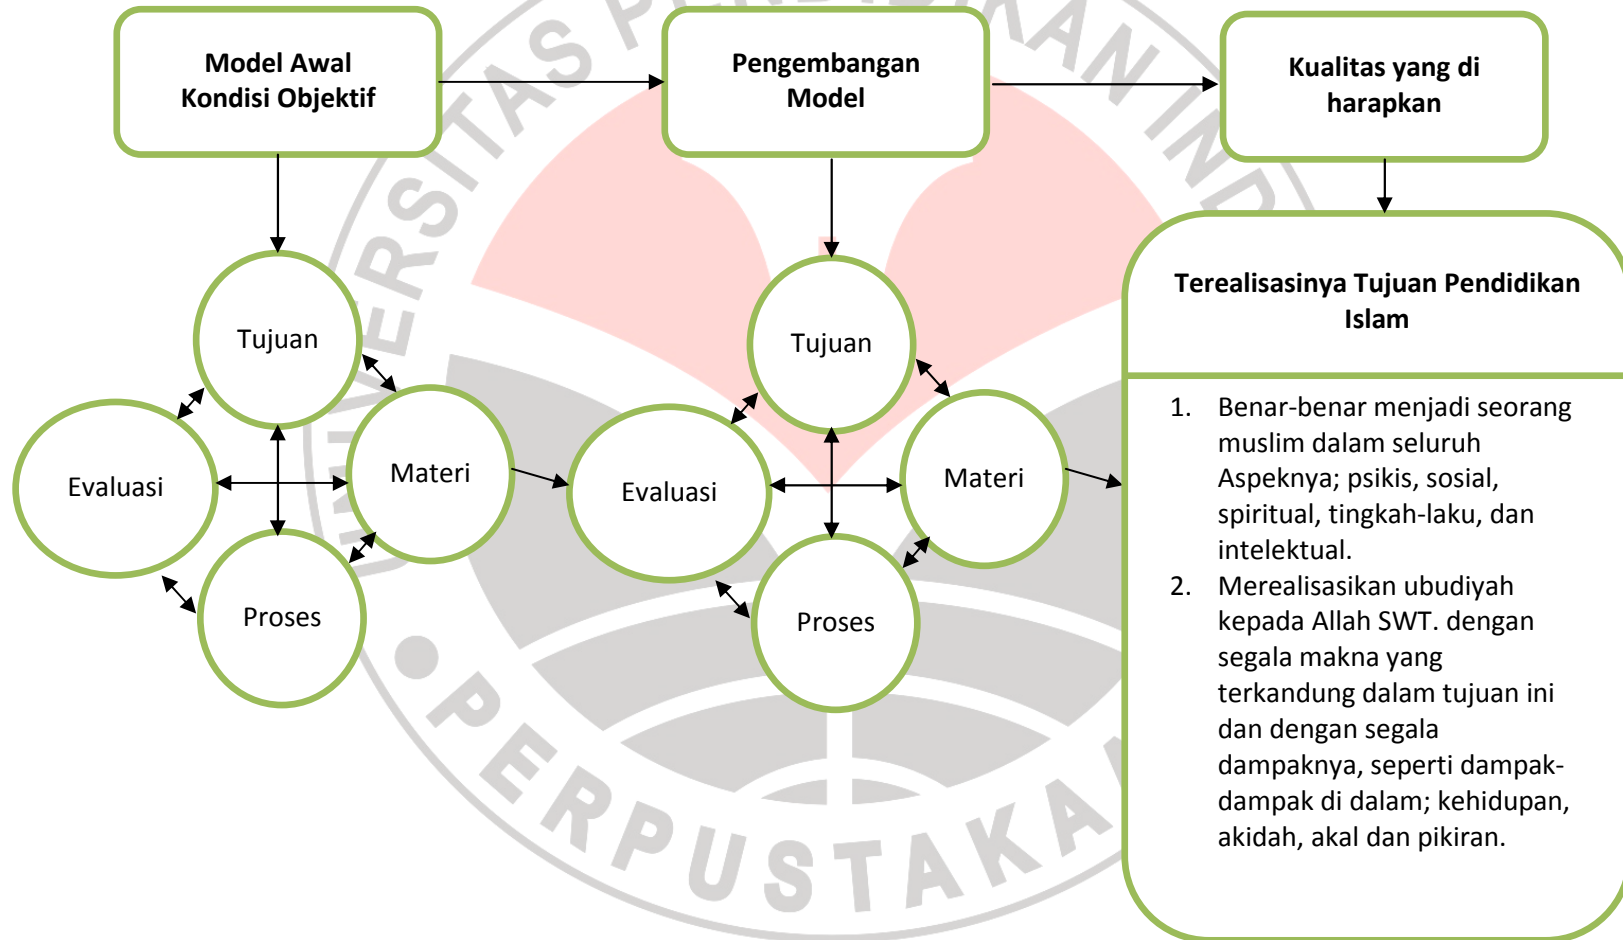 Model Awal
Kondisi Objektif
Pengembangan
Model
Kualitas yang di
harapkan
Tujuan
Evaluasi
Materi
Proses
Tujuan
Evaluasi
Materi
Proses
Terealisasinya Tujuan Pendidikan
Islam
1. Benar-benar menjadi seorang
muslim dalam seluruh
Aspeknya; psikis, sosial,
spiritual, tingkah-laku, dan
intelektual.
2. Merealisasikan ubudiyah
kepada Allah SWT. dengan
segala makna yang
terkandung dalam tujuan ini
dan dengan segala
dampaknya, seperti dampak-
dampak di dalam; kehidupan,
akidah, akal dan pikiran.
UNIVERSITAS
PERPUSTAKA